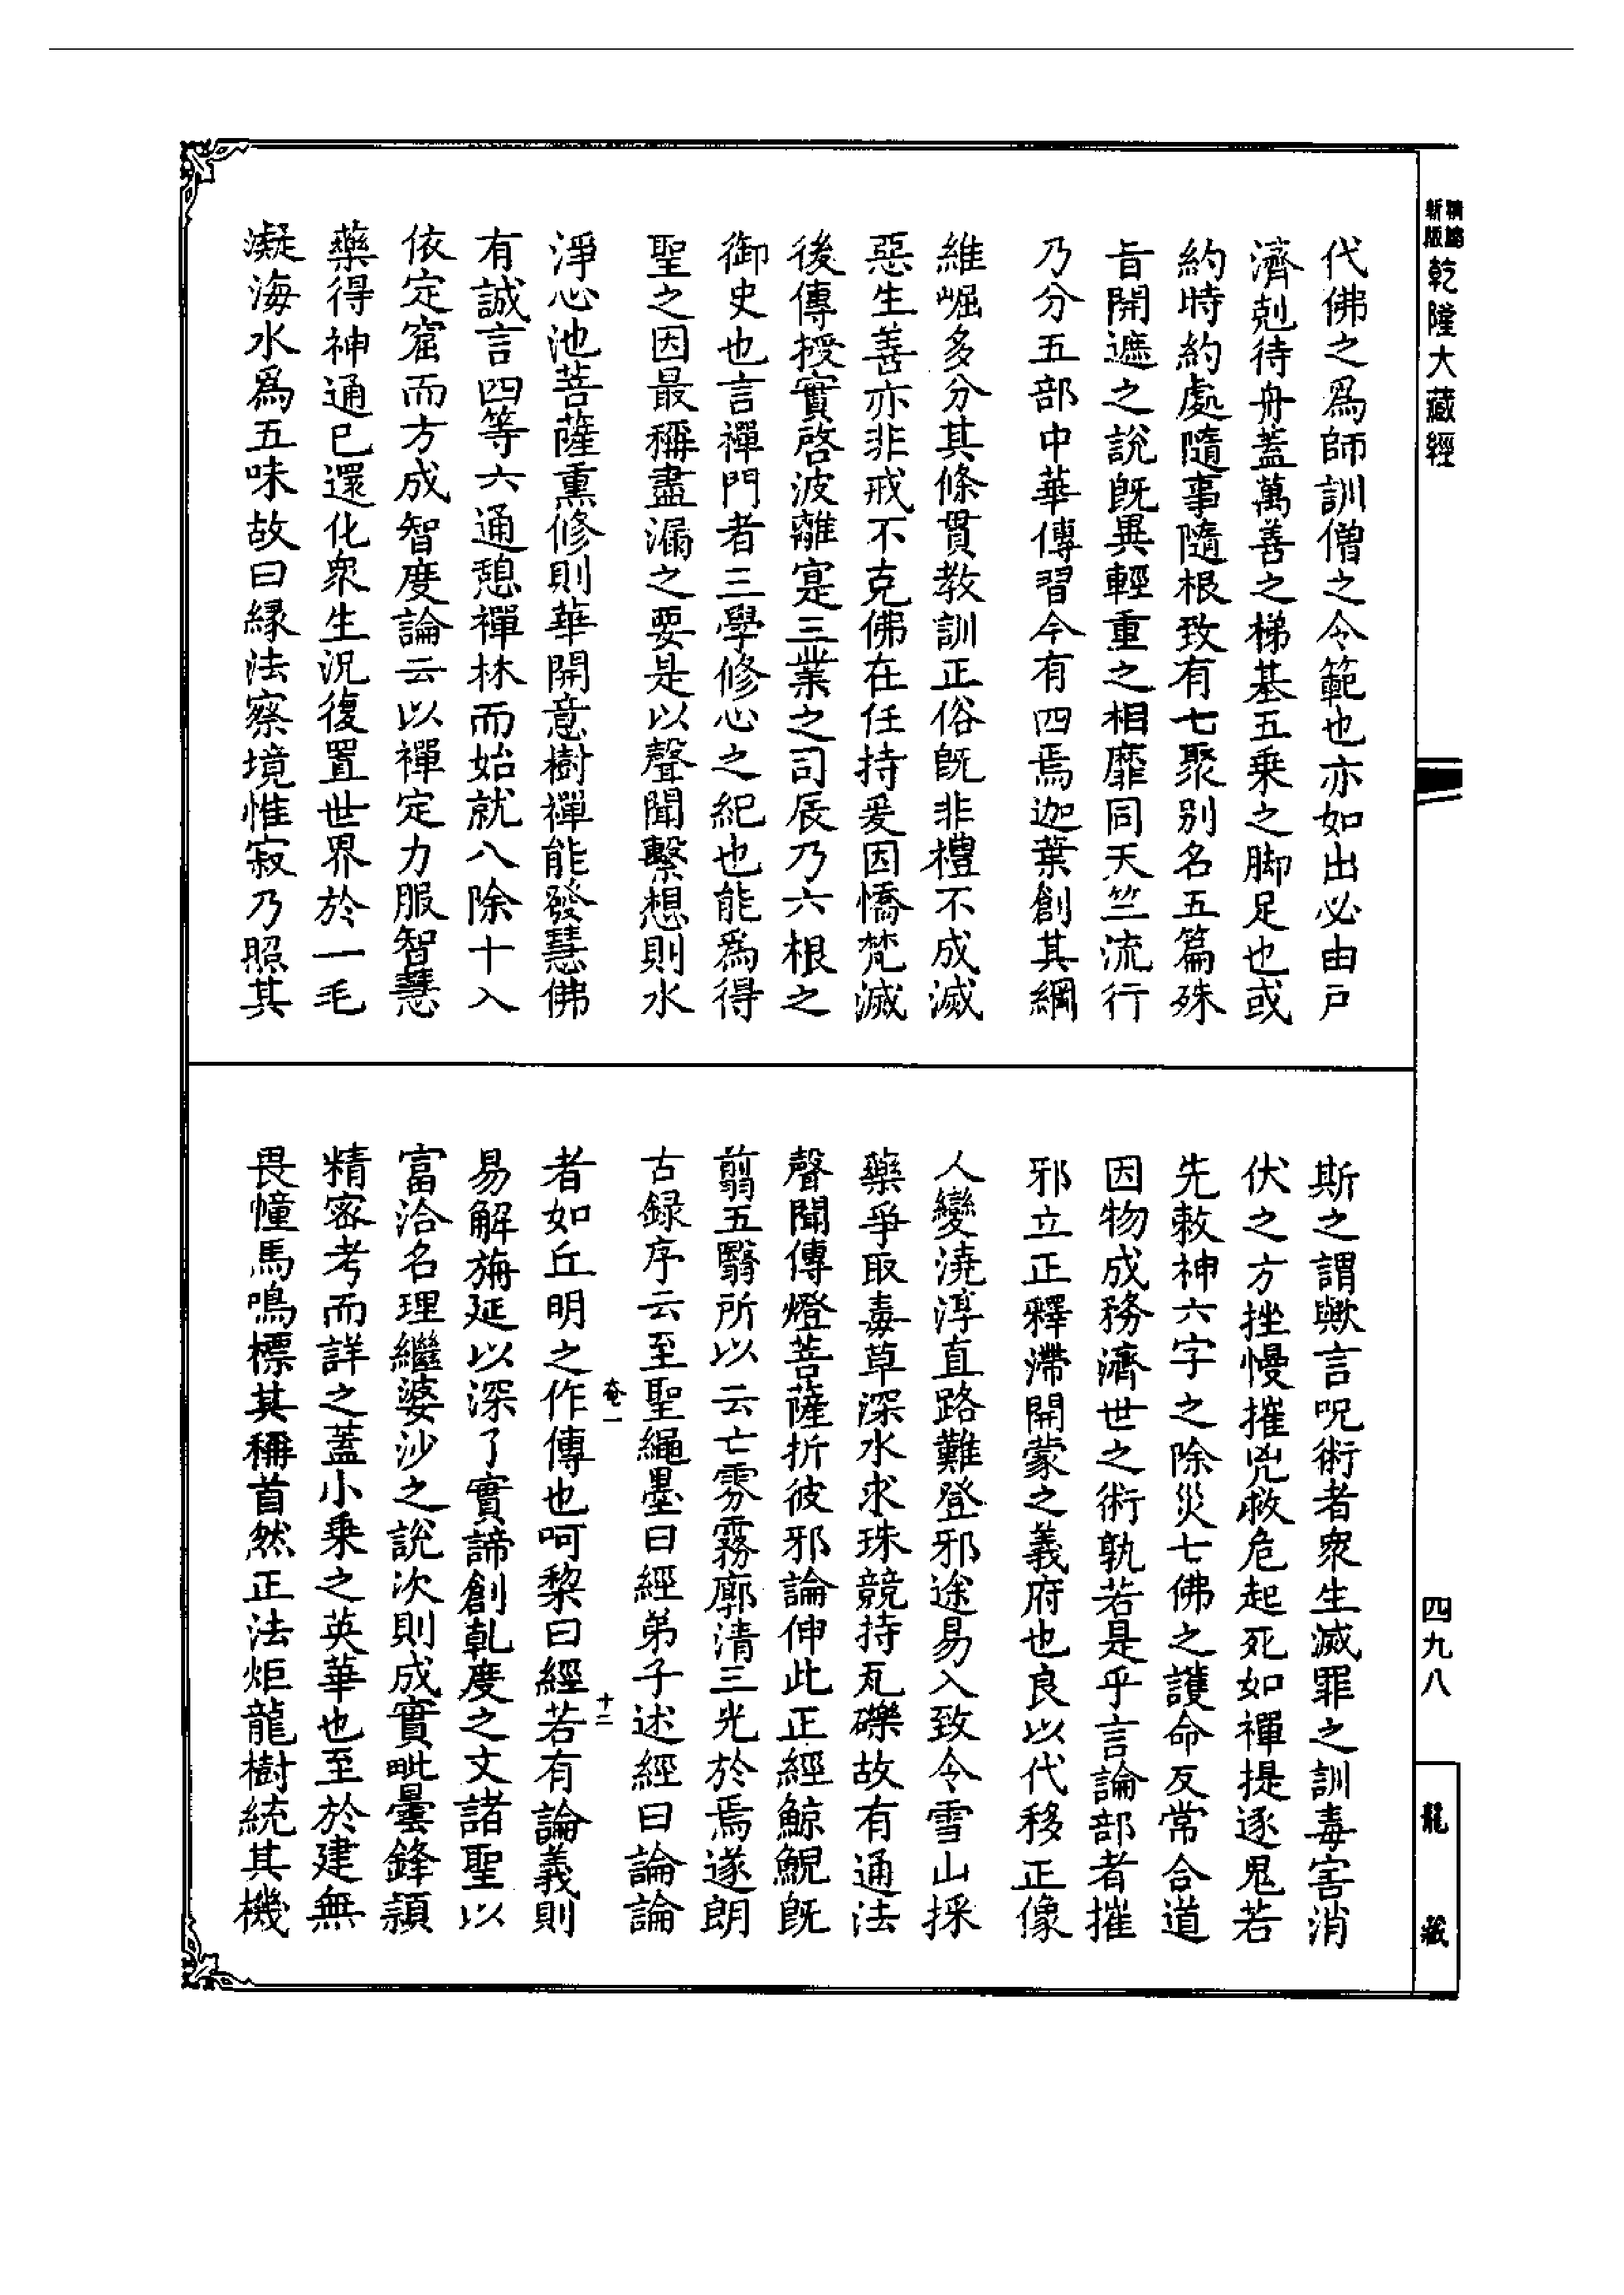 精縮
新版
乾隆大藏經
代佛之爲師訓僧之令範也亦如出必由戸
濟剋待舟蓋萬善之梯基五乘之脚足也或
約時約處隨事隨根致有七聚别名五篇殊
旨開遮之說旣異輕重之相靡同天竺流行
乃分五部中華傳習今有四焉迦葉創其綱
維崛多分其條貫教訓正俗旣非禮不成滅
惡生善亦非戒不克佛在任持爰因憍梵滅
後傳授實啓波離寔三業之司辰乃六根之
御史也言禪門者三學修心之紀也能爲得
聖之因最稱盡漏之要是以聲聞繫想則水
淨心池菩薩熏修則華開意樹禪能發慧佛
有誠言四等六通憩禪林而始就八除十入
依定窟而方成智度論云以禪定力服智慧
藥得神通已還化衆生況復置世界於一毛
凝海水爲五味故曰緣法察境惟寂乃照其
斯之謂歟言呪術者衆生滅罪之訓毒害消
伏之方挫慢摧兇救危起死如禪提逐鬼若
先敕神六字之除災七佛之護命反常合道
因物成務濟世之術孰若是乎言論部者摧
邪立正釋滯開蒙之義府也良以代移正像
人變澆淳直路難登邪途易入致令雪山採
藥爭取毒草深水求珠競持瓦礫故有通法
聲聞傳燈菩薩折彼邪論伸此正經鯨鯢旣
翦五翳所以云亡雰霧廓清三光於焉遂朗
古録序云至聖繩墨曰經弟子述經曰論論
者如丘明之作傳也呵黎曰經若有論義則
奄一
十二
易解旃延以深了實諦創乹度之文諸聖以
富洽名理繼婆沙之説次則成實毗曇鋒穎
精密考而詳之蓋小乘之英華也至於建無
畏幢馬鳴標其稱首然正法炬龍樹統其機
四九八
龍藏